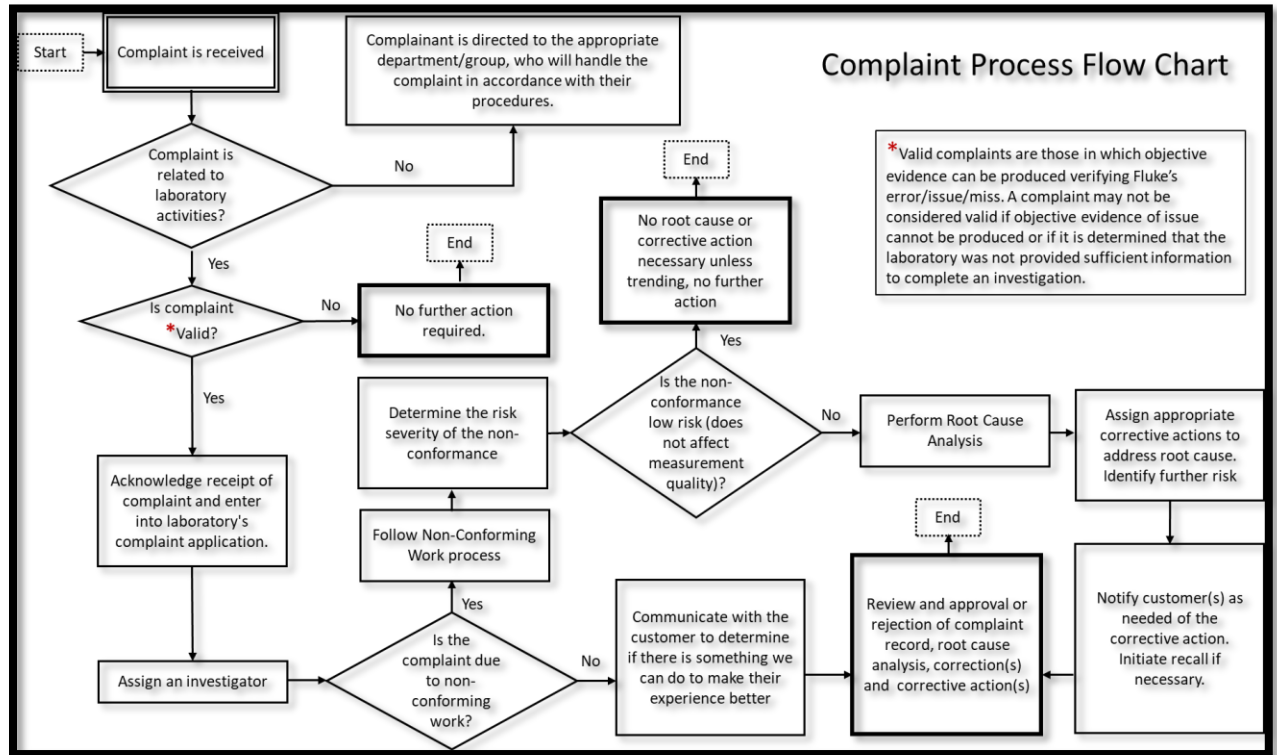 Complaint Process Flow Chart
Start
Complaint is received
Complainant is directed to the appropriate
department/group, who will handle the
complaint in accordance with their
procedures.
Complaint is
related to
laboratory
activities?
No
Yes
*Valid complaints are those in which objective
evidence can be produced verifying Fluke's
error/issue/miss. A complaint may not be
considered valid if objective evidence of issue
cannot be produced or if it is determined that the
laboratory was not provided sufficient information
to complete an investigation.
Is complaint
*Valid?
No
No further action
required.
End
Yes
Acknowledge receipt of
complaint and enter
into laboratory's
complaint application.
Assign an investigator
Is the
complaint due
to non-
conforming
work?
Yes
Follow Non-Conforming
Work process
Determine the risk
severity of the non-
conformance
Is the non-
conformance
low risk (does
not affect
measurement
quality)?
Yes
No root cause or
corrective action
necessary unless
trending, no further
action
End
No
Perform Root Cause
Analysis
Assign appropriate
corrective actions to
address root cause.
Identify further risk
Notify customer(s) as
needed of the
corrective action.
Initiate recall if
necessary.
No
Communicate with the
customer to determine
if there is something we
can do to make their
experience better
Review and approval or
rejection of complaint
record, root cause
analysis, correction(s)
and corrective action(s)
End